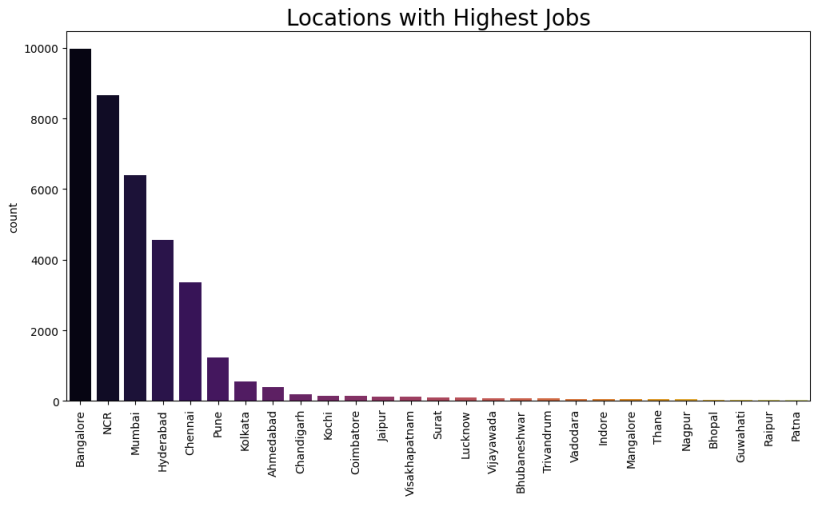 Locations with Highest Jobs
10000
8000
6000
4000
2000
0
count
Bangalore
NCR
Mumbai
Hyderabad
Chennai
Pune
Kolkata
Ahmedabad
Chandigarh
Kochi
Coimbatore
Jaipur
Visakhapatnam
Surat
Lucknow
Vijayawada
Bhubaneshwar
Trivandrum
Vadodara
Indore
Mangalore
Thane
Nagpur
Bhopal
Guwahati
Raipur
Patna